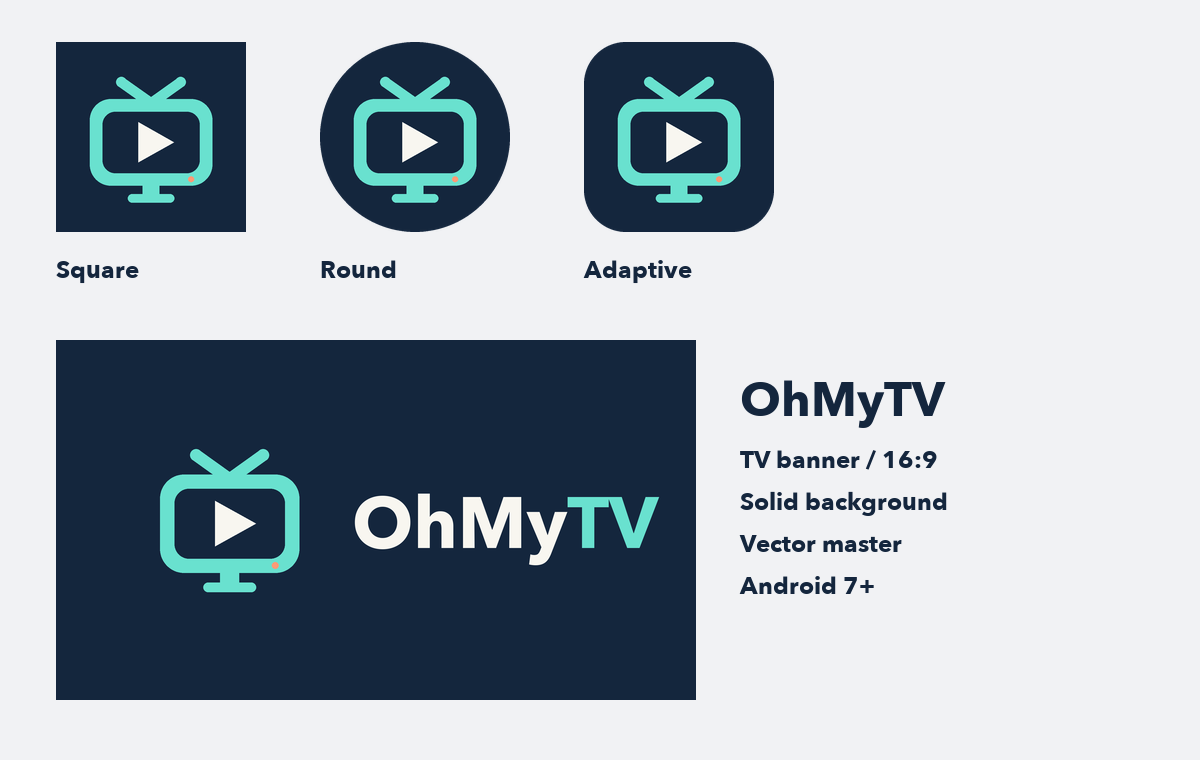 Square
Round
Adaptive
OhMyTV
OhMyTV
TV banner / 16:9
Solid background
Vector master
Android 7+